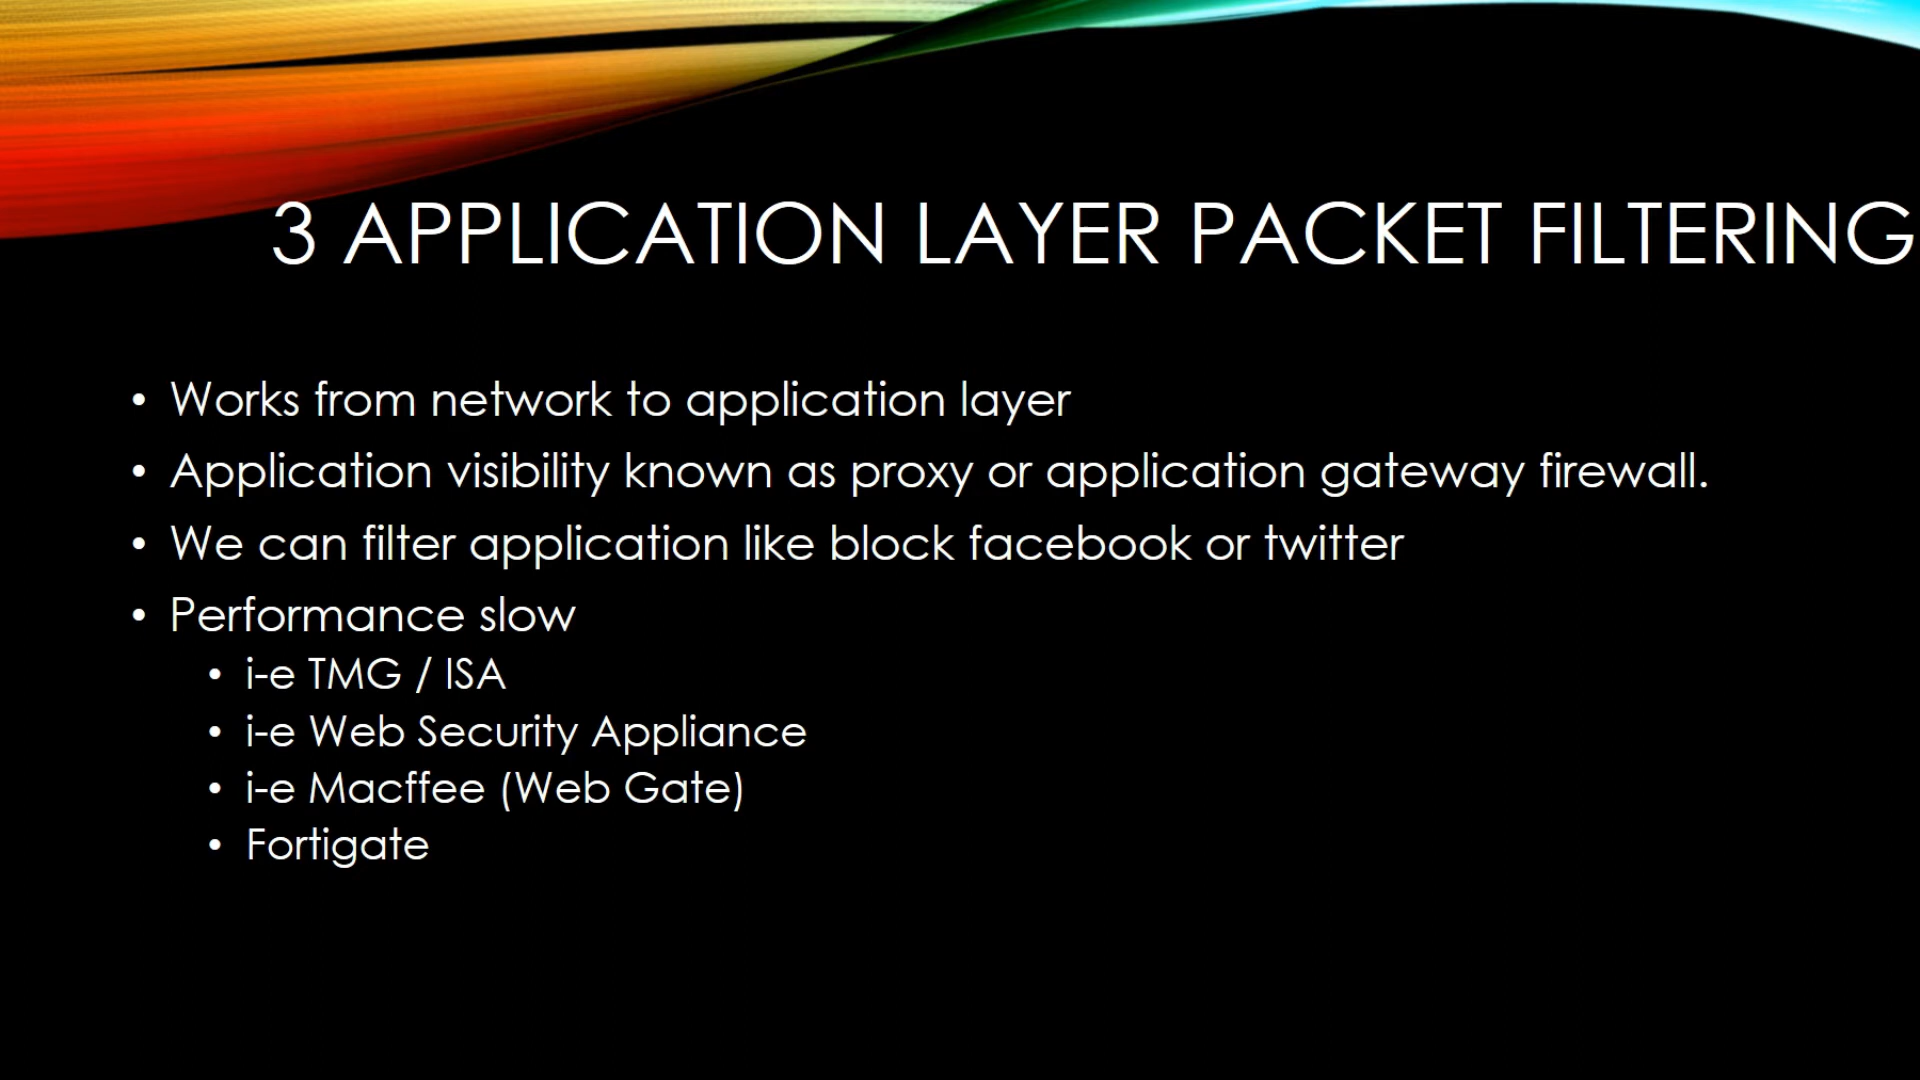 3 APPLICATION LAYER PACKET FILTERING
• Works from network to application layer
• Application visibility known as proxy or application gateway firewall.
• We can filter application like block facebook or twitter
• Performance slow
• i-e TMG / ISA
• i-e Web Security Appliance
• i-e Macffee (Web Gate)
• Fortigate